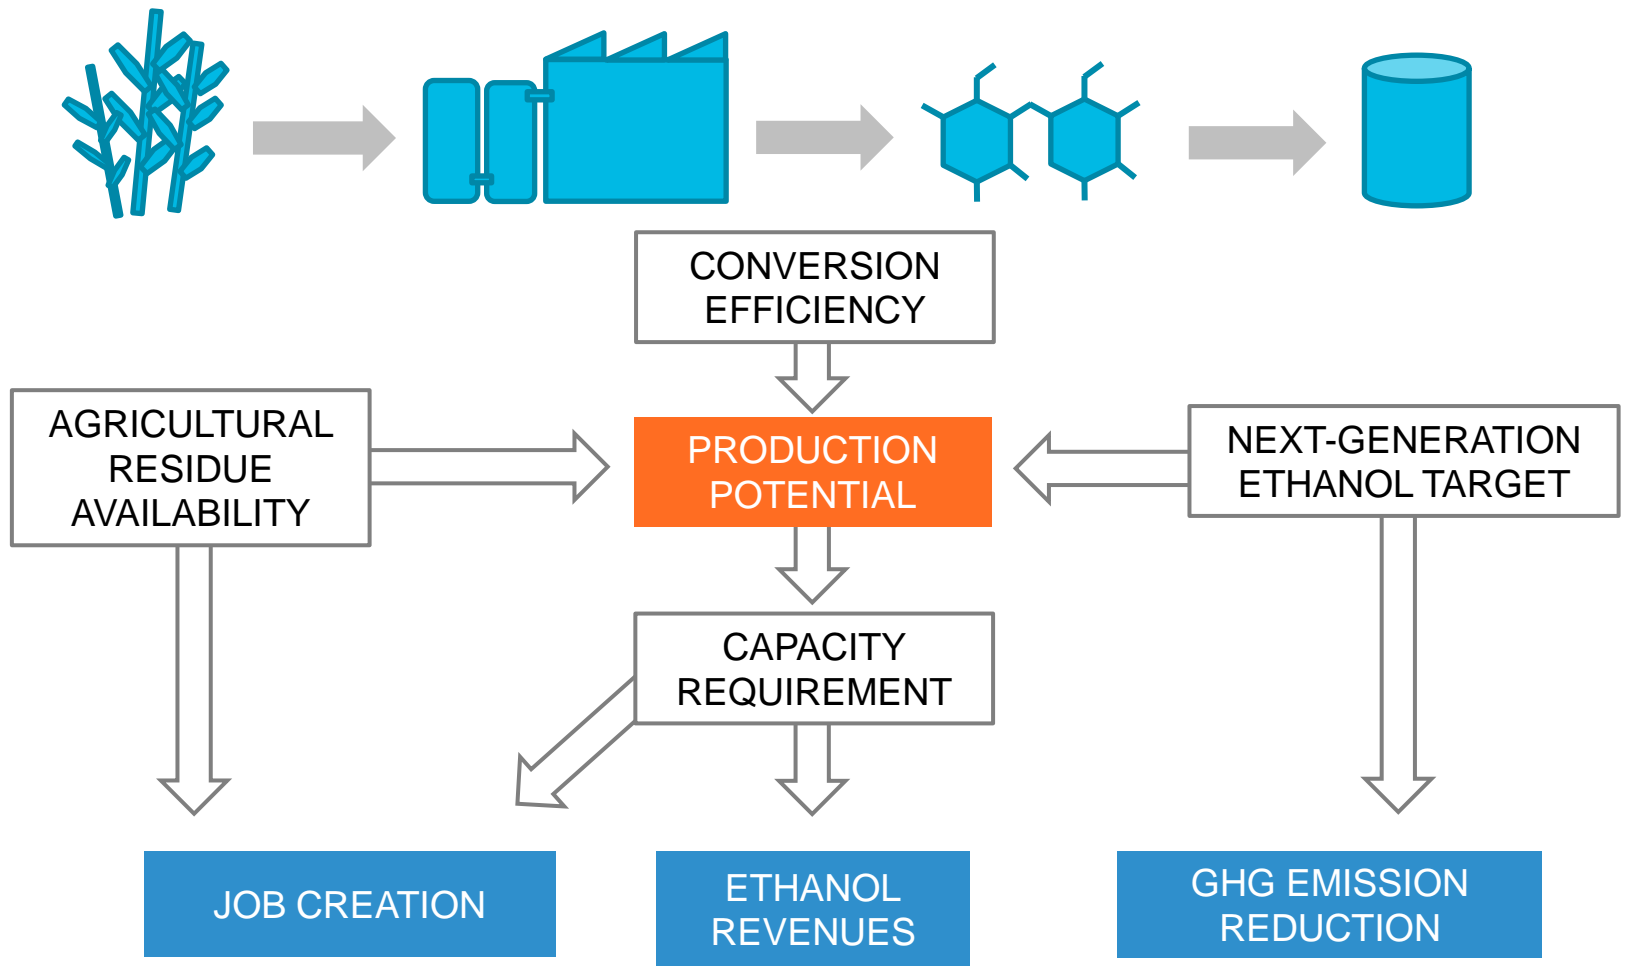 CONVERSION
EFFICIENCY
AGRICULTURAL
RESIDUE
AVAILABILITY
PRODUCTION
POTENTIAL
NEXT-GENERATION
ETHANOL TARGET
CAPACITY
REQUIREMENT
JOB CREATION
ETHANOL
REVENUES
GHG EMISSION
REDUCTION